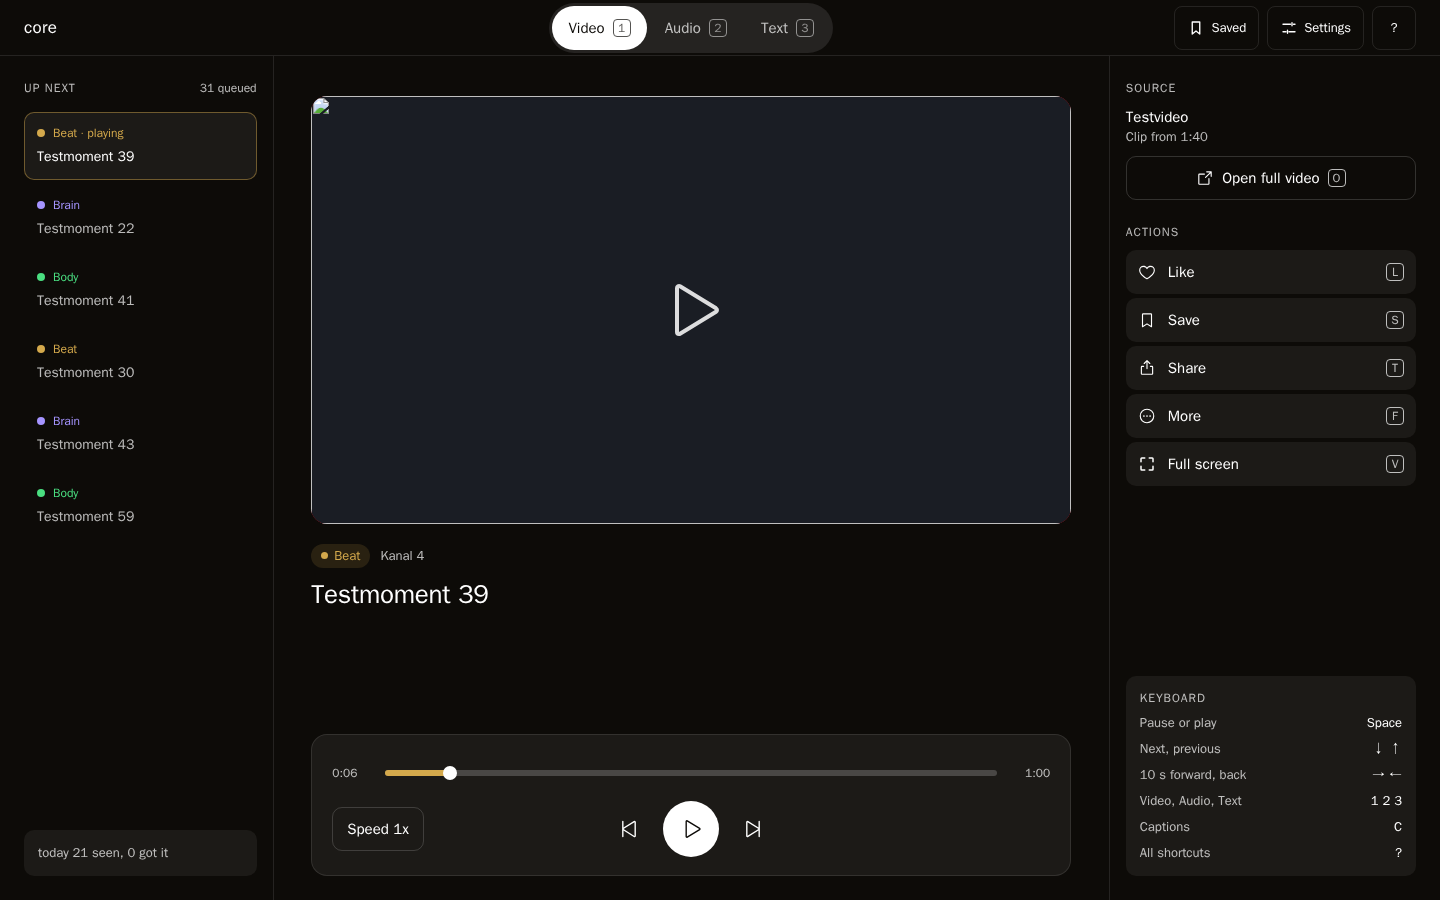 core
Video 1
Audio 2
Text 3
Saved
Settings
?
UP NEXT
31 queued
Beat · playing
Testmoment 39
Brain
Testmoment 22
Body
Testmoment 41
Beat
Testmoment 30
Brain
Testmoment 43
Body
Testmoment 59
today 21 seen, 0 got it
Beat
Kanal 4
Testmoment 39
0:06
1:00
Speed 1x
SOURCE
Testvideo
Clip from 1:40
Open full video O
ACTIONS
Like L
Save S
Share T
More F
Full screen V
KEYBOARD
Pause or play Space
Next, previous ↓ ↑
10 s forward, back → ←
Video, Audio, Text 1 2 3
Captions C
All shortcuts ?